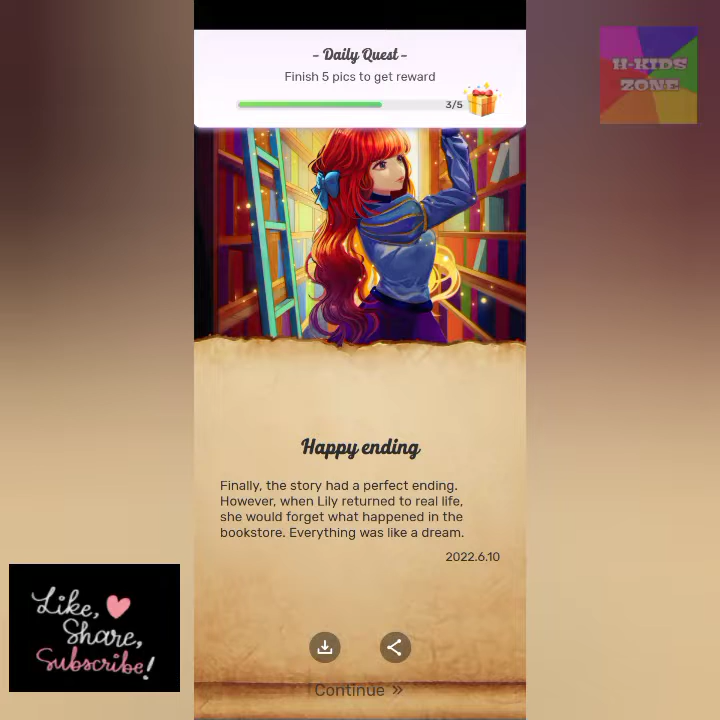 - Daily Quest -
Finish 5 pics to get reward
3/5
H-KIDS
ZONE
Happy ending
Finally, the story had a perfect ending.
However, when Lily returned to real life,
she would forget what happened in the
bookstore. Everything was like a dream.
2022.6.10
Like,
Share,
Subscribe!
Continue »